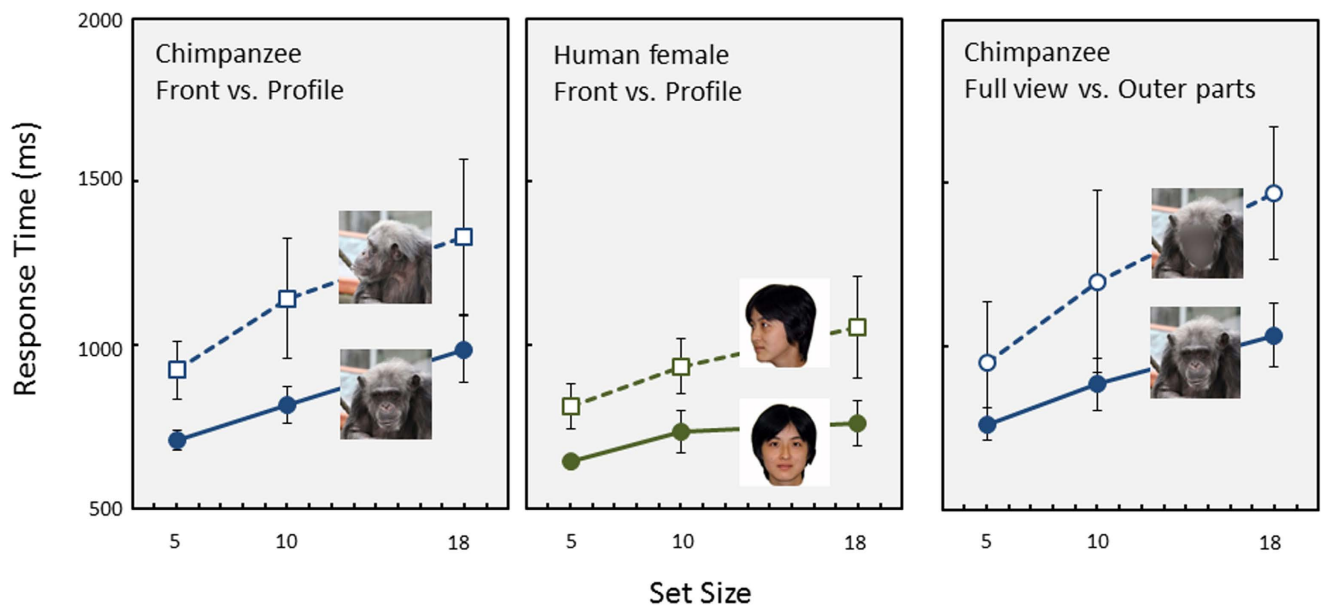 2000
1500
1000
500
Response Time (ms)
Chimpanzee
Front vs. Profile
Human female
Front vs. Profile
Chimpanzee
Full view vs. Outer parts
5 10 18
5 10 18
5 10 18
Set Size